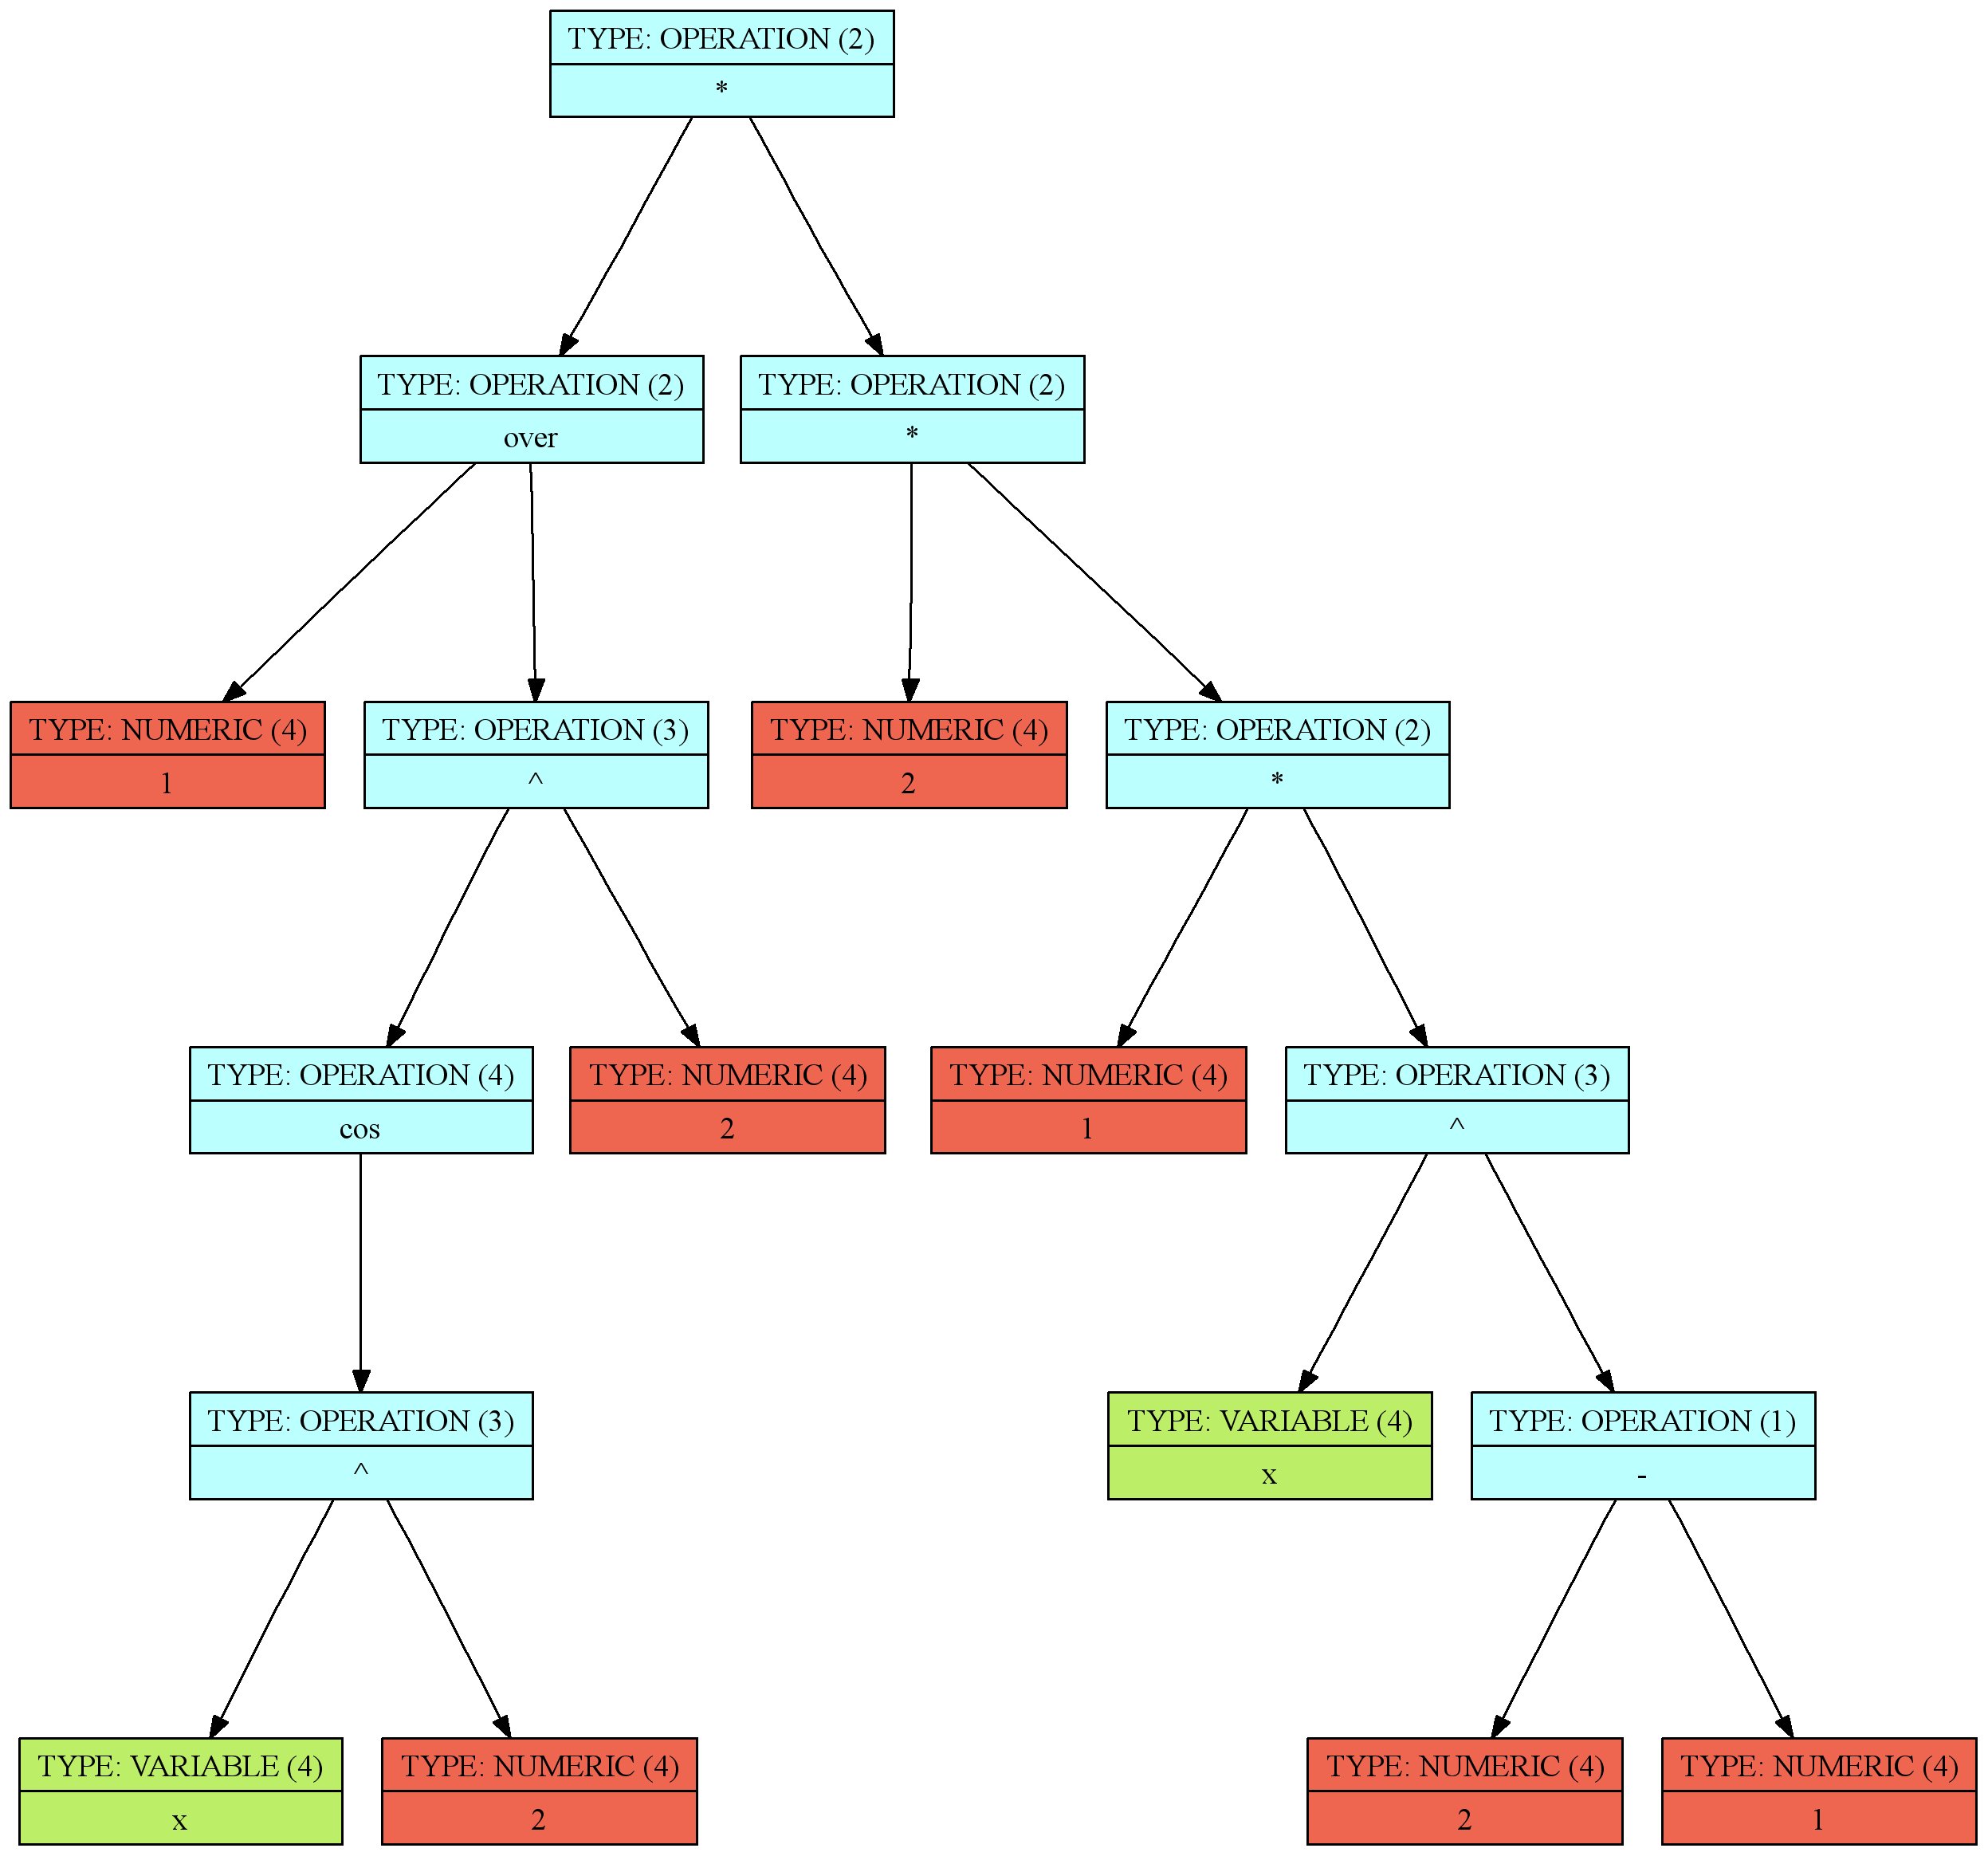 TYPE: OPERATION (2)
*
TYPE: OPERATION (2)
over
TYPE: OPERATION (2)
*
TYPE: NUMERIC (4)
1
TYPE: OPERATION (3)
^
TYPE: NUMERIC (4)
2
TYPE: OPERATION (2)
*
TYPE: OPERATION (4)
cos
TYPE: NUMERIC (4)
2
TYPE: NUMERIC (4)
1
TYPE: OPERATION (3)
^
TYPE: OPERATION (3)
^
TYPE: VARIABLE (4)
x
TYPE: OPERATION (1)
-
TYPE: VARIABLE (4)
x
TYPE: NUMERIC (4)
2
TYPE: NUMERIC (4)
2
TYPE: NUMERIC (4)
1